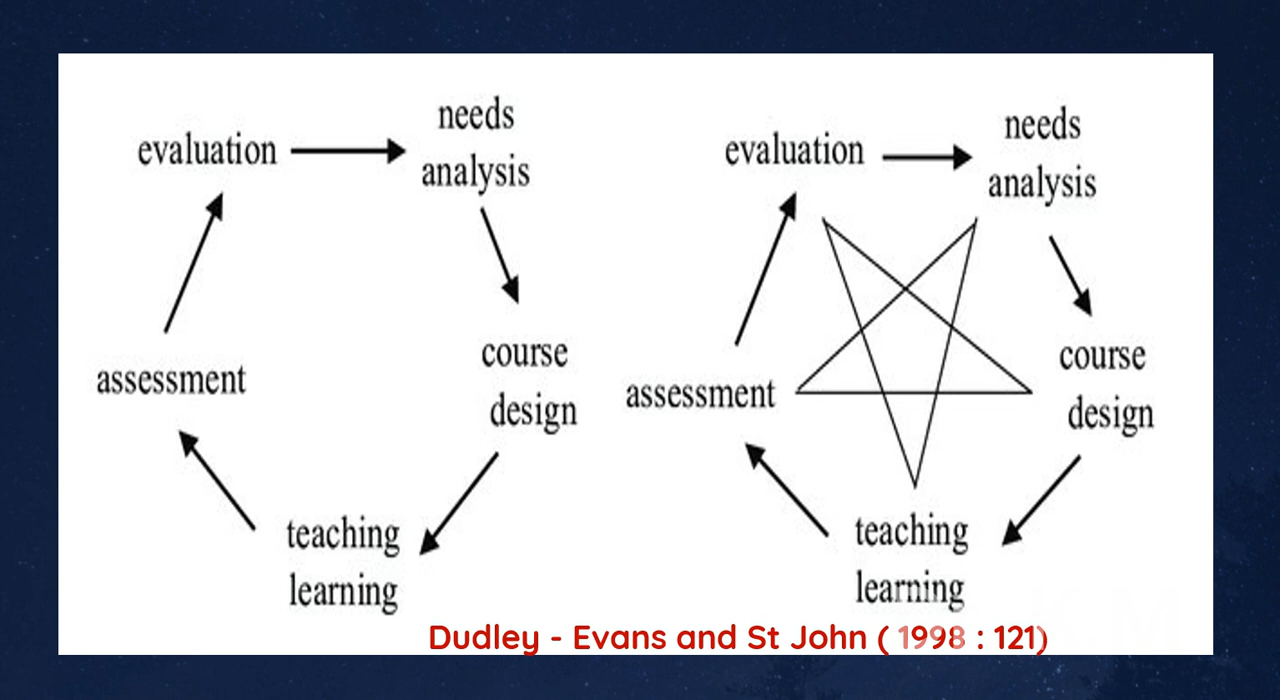 evaluation
needs
analysis
course
design
teaching
learning
assessment
evaluation
needs
analysis
course
design
teaching
learning
assessment
Dudley - Evans and St John ( 1998 : 121)